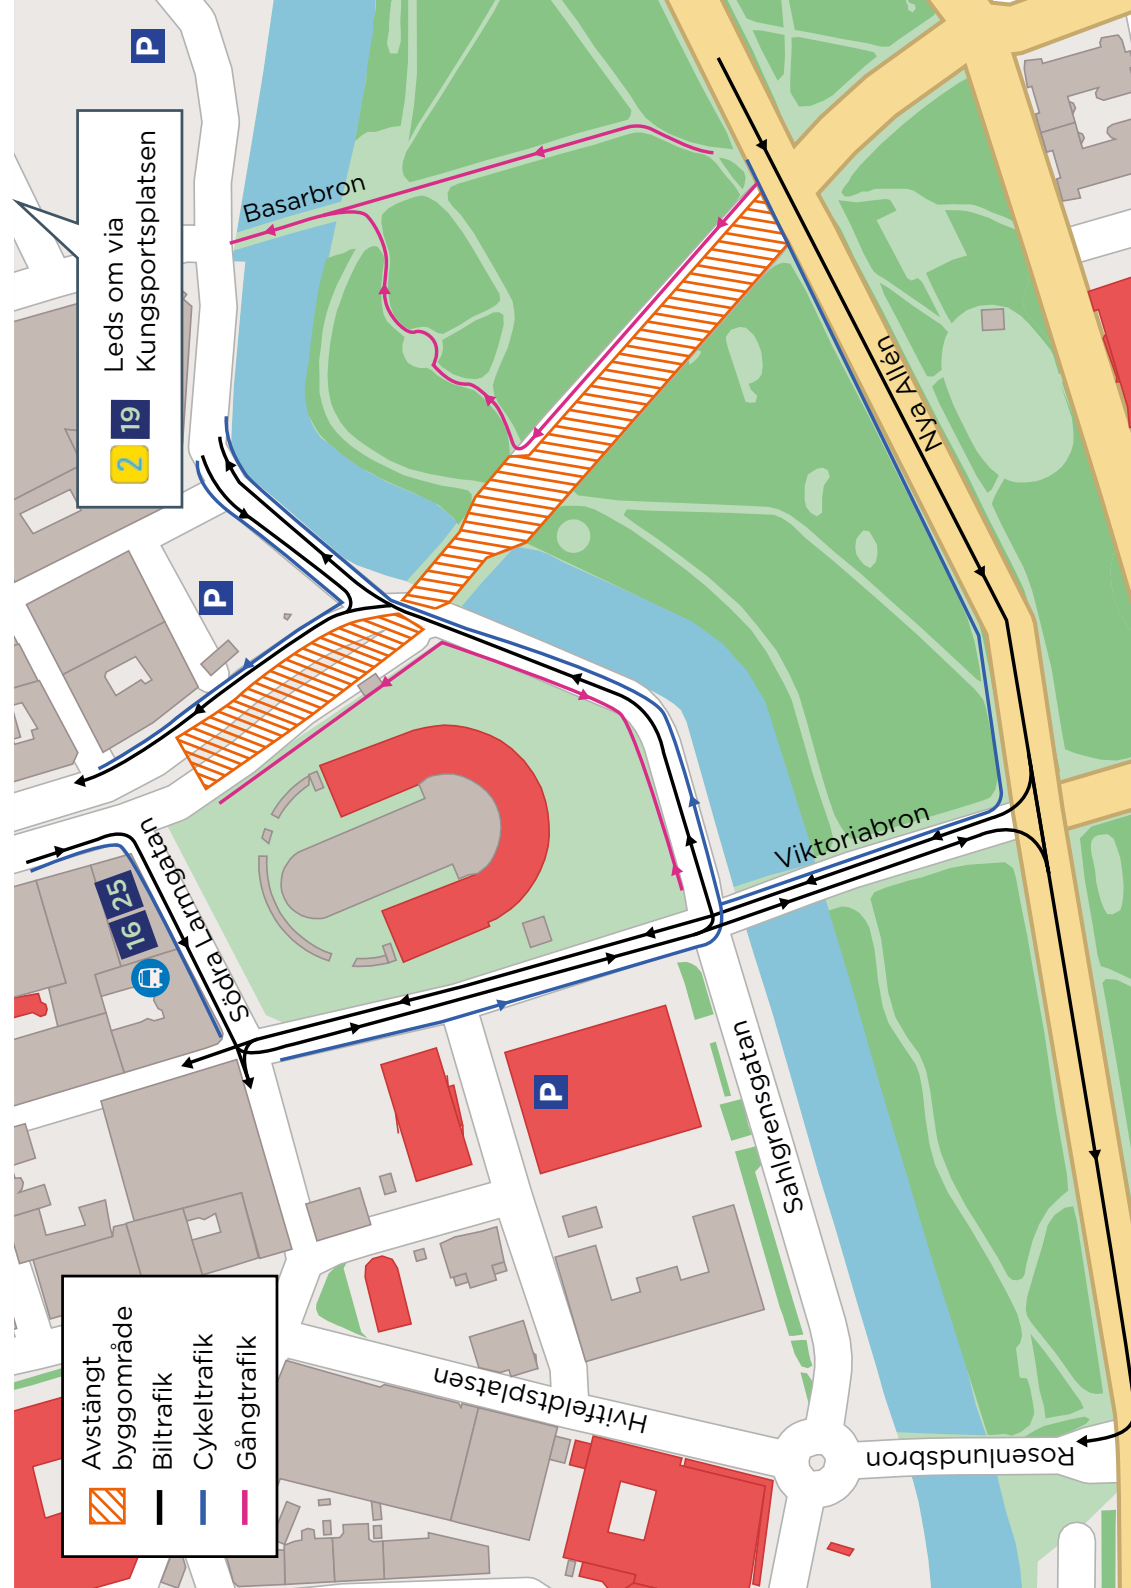 P
Leds om via
Kungsportsplatsen
2 19
Basarbron
Nya Allén
P
Södra Larmgatan
16 25
Viktoriabron
P
Sahlgrensgatan
Hvitfeldtsplatsen
Rosenlundsbron
Avstängt
byggområde
Biltrafik
Cykeltrafik
Gångtrafik